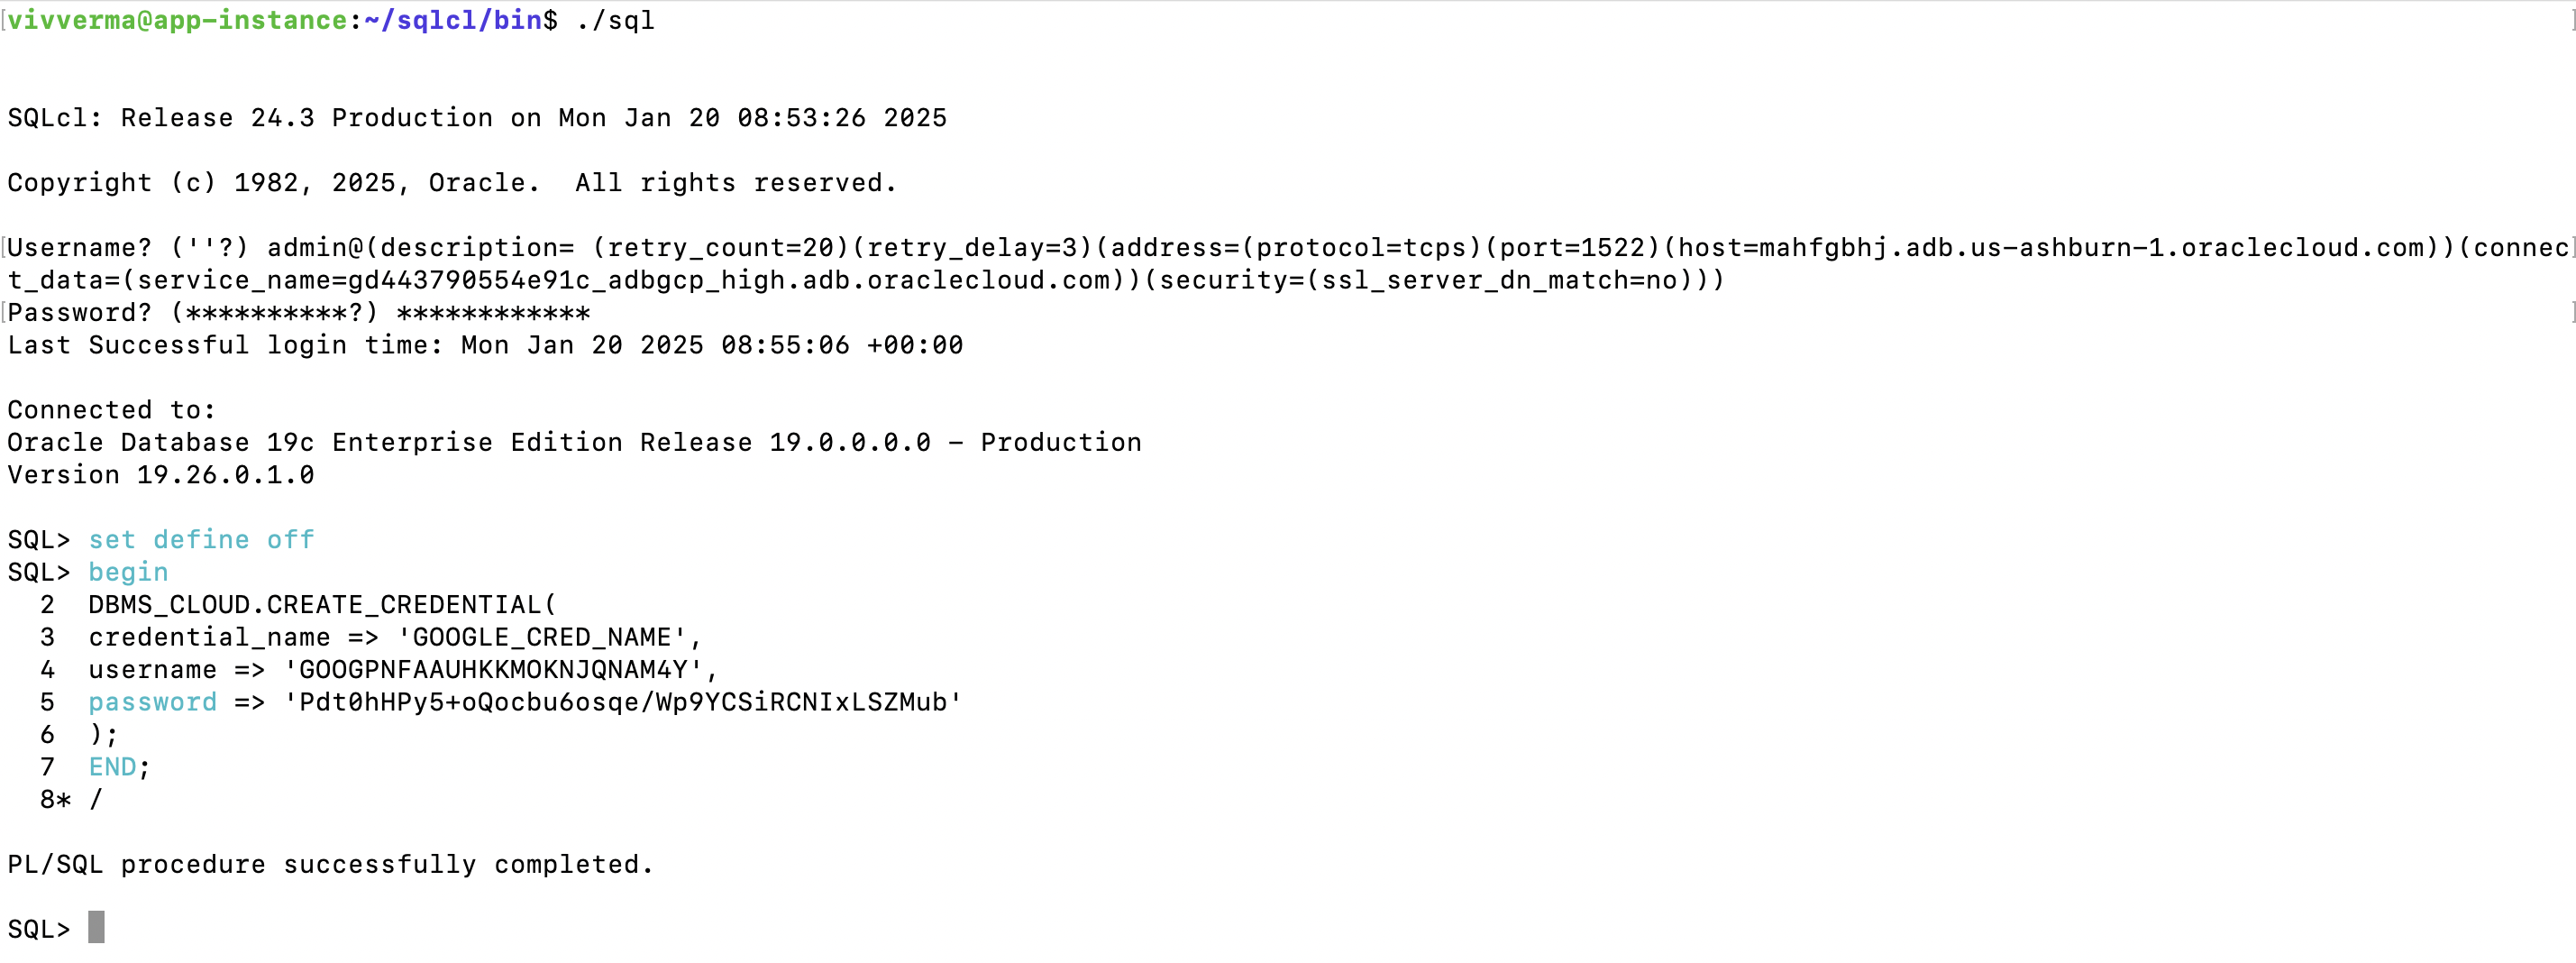 vivverma@app-instance:~/sqlcl/bin$ ./sql
SQLcl: Release 24.3 Production on Mon Jan 20 08:53:26 2025
Copyright (c) 1982, 2025, Oracle.  All rights reserved.
Username? (''?) admin@(description= (retry_count=20)(retry_delay=3)(address=(protocol=tcps)(port=1522)(host=mahfgbhj.adb.us-ashburn-1.oraclecloud.com))(connec
t_data=(service_name=gd443790554e91c_adbgcp_high.adb.oraclecloud.com))(security=(ssl_server_dn_match=no)))
Password? (**********?) ************
Last Successful login time: Mon Jan 20 2025 08:55:06 +00:00
Connected to:
Oracle Database 19c Enterprise Edition Release 19.0.0.0.0 – Production
Version 19.26.0.1.0
SQL> set define off
SQL> begin
  2  DBMS_CLOUD.CREATE_CREDENTIAL(
  3  credential_name => 'GOOGLE_CRED_NAME',
  4  username => 'GOOGPNFAAUHKKMOKNJQNAM4Y',
  5  password => 'Pdt0hHPy5+oQocbu6osqe/Wp9YCSiRCNIxLSZMub'
  6  );
  7  END;
  8* /
PL/SQL procedure successfully completed.
SQL>